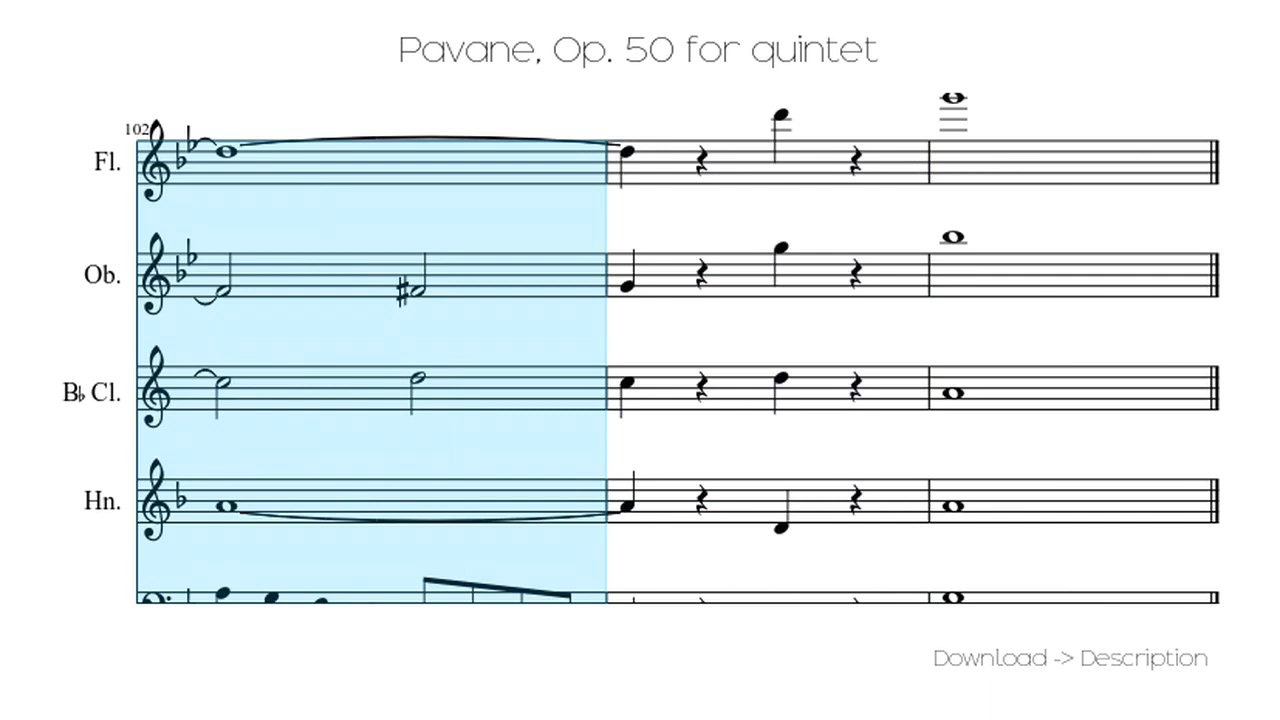 Pavane, Op. 50 for quintet
102
Fl.
Ob.
B♭ Cl.
Hn.
Download -> Description